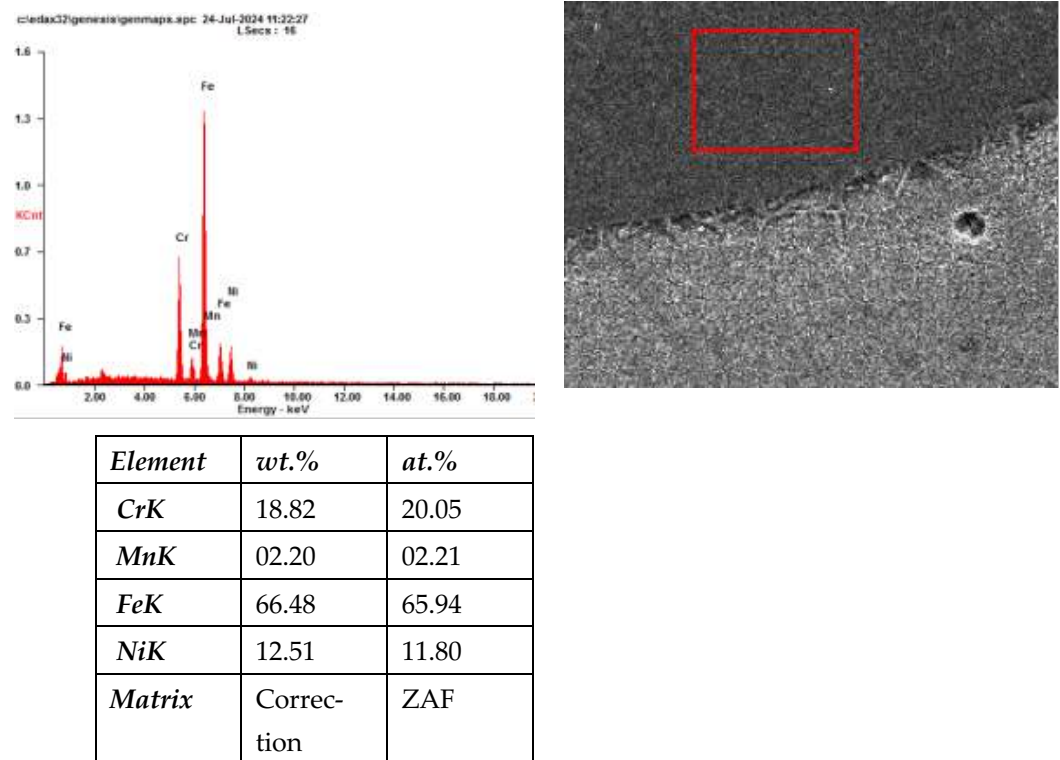 c:\edax32\genesis\genmaps.spc 24-Jul-2024 11:22:27
LSecs : 16
1.6
Fe
1.3
1.0
KCnt
Cr
0.7
Ni
Fe
0.3
Mn
Fe
Mn
Cr
Ni
Ni
0.0
2.00 4.00 6.00 8.00 10.00 12.00 14.00 16.00 18.00
Energy - keV
Element wt.% at.%
CrK 18.82 20.05
MnK 02.20 02.21
FeK 66.48 65.94
NiK 12.51 11.80
Matrix Correc- ZAF
tion